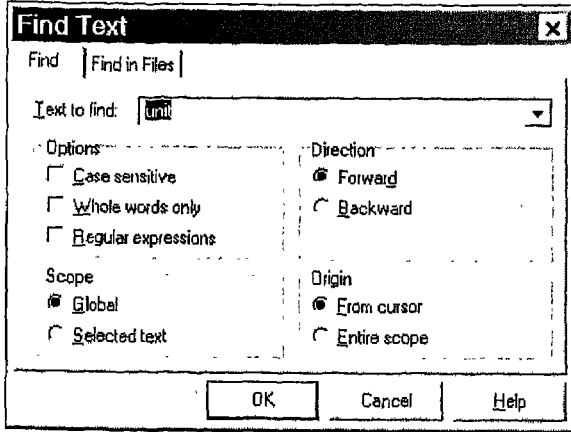 Find Text
Find Find in Files
Text to find: unit
Options
Case sensitive
Whole words only
Regular expressions
Direction
Forward
Backward
Scope
Global
Selected text
Origin
From cursor
Entire scope
OK Cancel Help